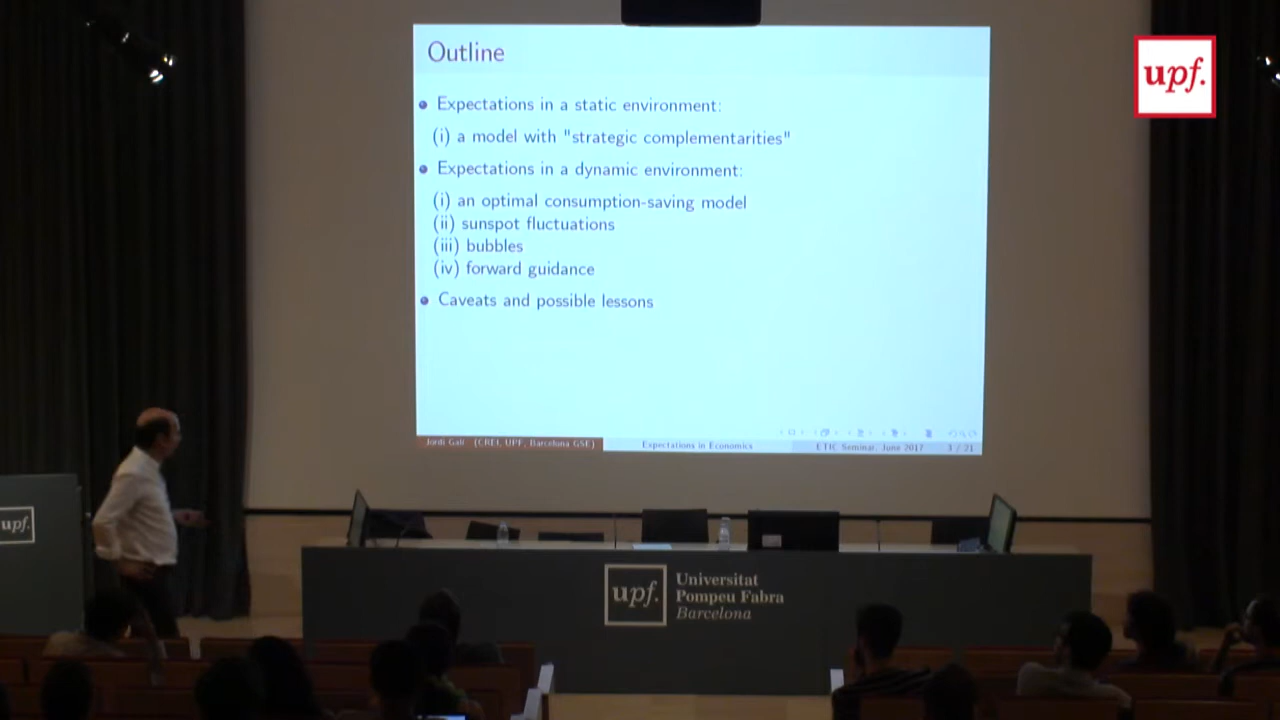 Outline
Expectations in a static environment:
(i) a model with "strategic complementarities"
Expectations in a dynamic environment:
(i) an optimal consumption-saving model
(ii) sunspot fluctuations
(iii) bubbles
(iv) forward guidance
Caveats and possible lessons
Jordi Galí (CREI, UPF, Barcelona GSE) Expectations in Economics ETIC Seminar, June 2017 3 / 21
upf.
upf.
upf.
Universitat
Pompeu Fabra
Barcelona